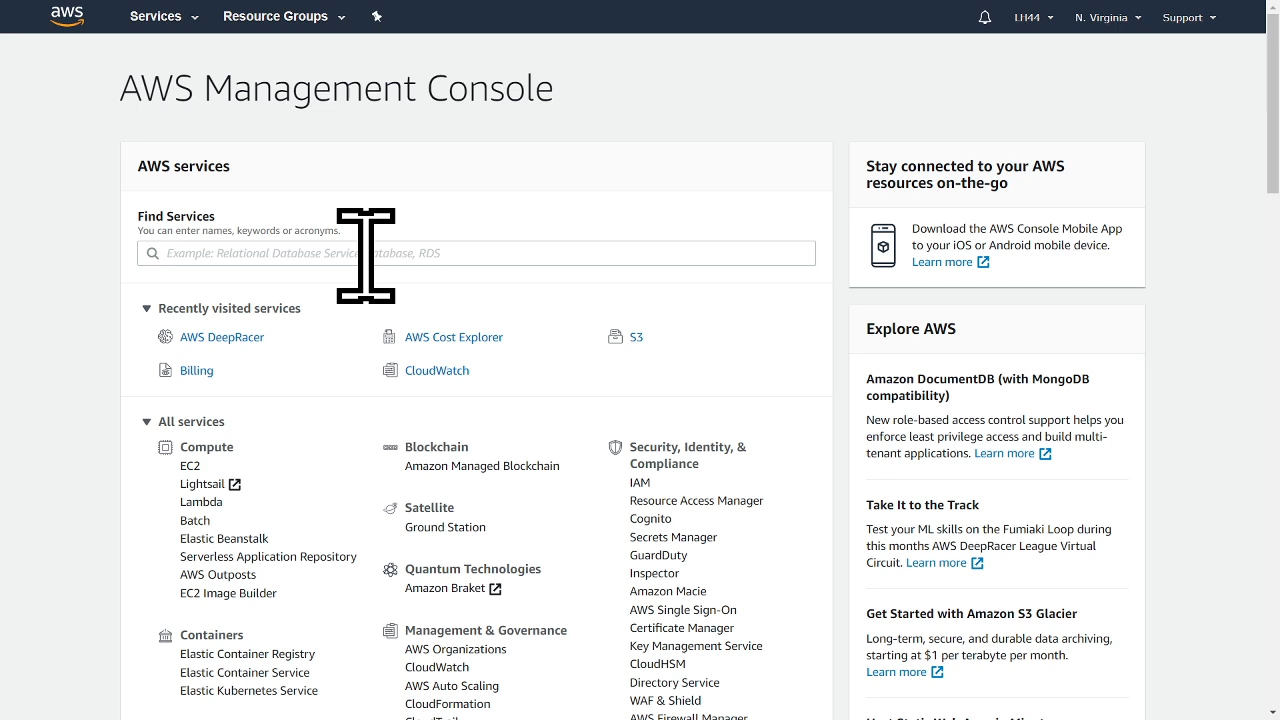 aws
Services
Resource Groups
LH44
N. Virginia
Support
AWS Management Console
AWS services
Find Services
You can enter names, keywords or acronyms.
Example: Relational Database Service, database, RDS
Recently visited services
AWS DeepRacer
AWS Cost Explorer
S3
Billing
CloudWatch
All services
Compute
EC2
Lightsail
Lambda
Batch
Elastic Beanstalk
Serverless Application Repository
AWS Outposts
EC2 Image Builder
Containers
Elastic Container Registry
Elastic Container Service
Elastic Kubernetes Service
Blockchain
Amazon Managed Blockchain
Satellite
Ground Station
Quantum Technologies
Amazon Braket
Management & Governance
AWS Organizations
CloudWatch
AWS Auto Scaling
CloudFormation
CloudTrail
Security, Identity, &
Compliance
IAM
Resource Access Manager
Cognito
Secrets Manager
GuardDuty
Inspector
Amazon Macie
AWS Single Sign-On
Certificate Manager
Key Management Service
CloudHSM
Directory Service
WAF & Shield
AWS Firewall Manager
Stay connected to your AWS
resources on-the-go
Download the AWS Console Mobile App
to your iOS or Android mobile device.
Learn more
Explore AWS
Amazon DocumentDB (with MongoDB
compatibility)
New role-based access control support helps you
enforce least privilege access and build multi-
tenant applications. Learn more
Take It to the Track
Test your ML skills on the Fumiaki Loop during
this months AWS DeepRacer League Virtual
Circuit. Learn more
Get Started with Amazon S3 Glacier
Long-term, secure, and durable data archiving,
starting at $1 per terabyte per month.
Learn more